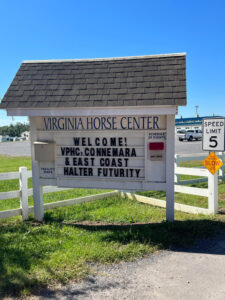 VIRGINIA HORSE CENTER
WELCOME!
VPHC: CONNEMARA
& EAST COAST
HALTER FUTURITY
SPEED
LIMIT
5